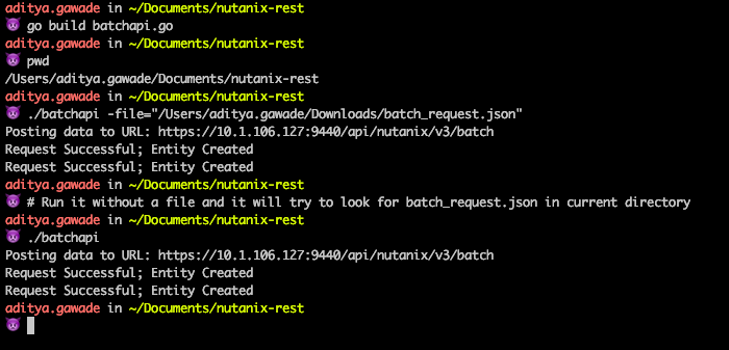 aditya.gawade in ~/Documents/nutanix-rest
😈 go build batchapi.go
aditya.gawade in ~/Documents/nutanix-rest
😈 pwd
/Users/aditya.gawade/Documents/nutanix-rest
aditya.gawade in ~/Documents/nutanix-rest
😈 ./batchapi -file="/Users/aditya.gawade/Downloads/batch_request.json"
Posting data to URL: https://10.1.106.127:9440/api/nutanix/v3/batch
Request Successful; Entity Created
Request Successful; Entity Created
aditya.gawade in ~/Documents/nutanix-rest
😈 # Run it without a file and it will try to look for batch_request.json in current directory
aditya.gawade in ~/Documents/nutanix-rest
😈 ./batchapi
Posting data to URL: https://10.1.106.127:9440/api/nutanix/v3/batch
Request Successful; Entity Created
Request Successful; Entity Created
aditya.gawade in ~/Documents/nutanix-rest
😈